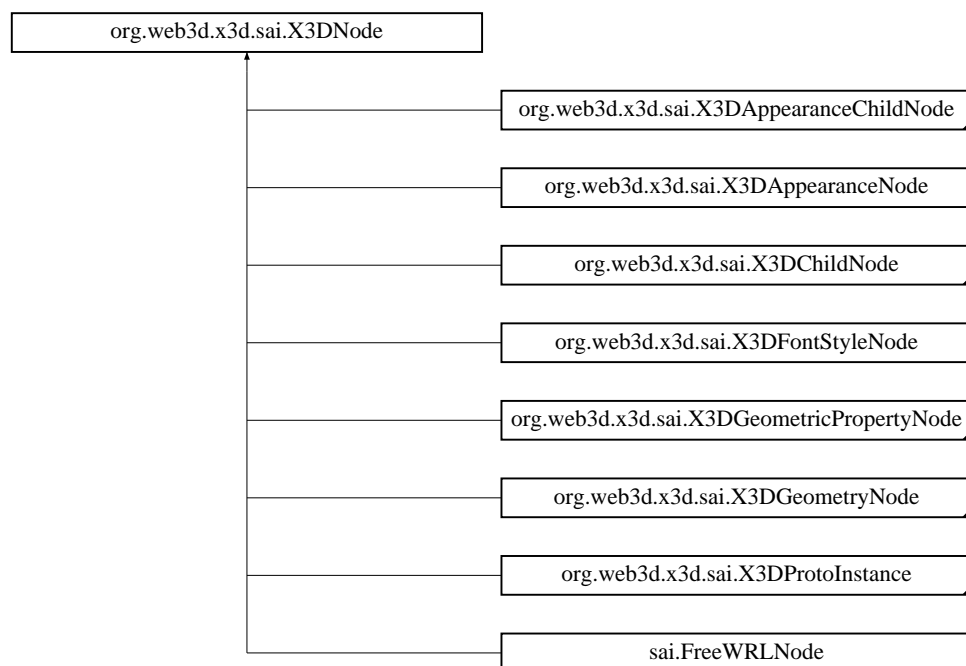 org.web3d.x3d.sai.X3DNode
org.web3d.x3d.sai.X3DAppearanceChildNode
org.web3d.x3d.sai.X3DAppearanceNode
org.web3d.x3d.sai.X3DChildNode
org.web3d.x3d.sai.X3DFontStyleNode
org.web3d.x3d.sai.X3DGeometricPropertyNode
org.web3d.x3d.sai.X3DGeometryNode
org.web3d.x3d.sai.X3DProtoInstance
sai.FreeWRLNode